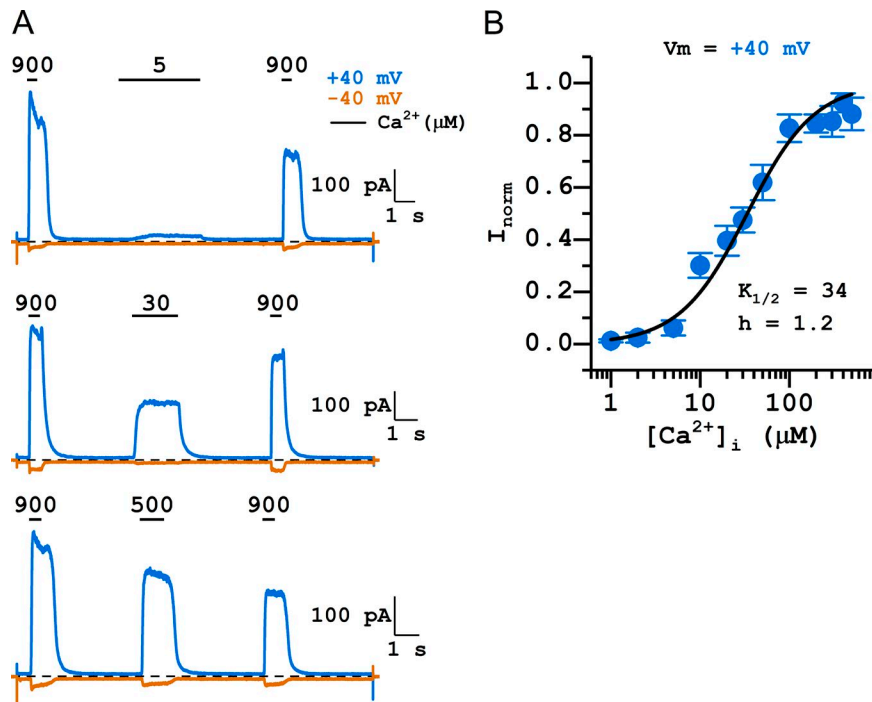 A
900 5 900
+40 mV
-40 mV
Ca²⁺(μM)
100 pA
1 s
900 30 900
100 pA
1 s
900 500 900
100 pA
1 s
B
Vm = +40 mV
1.0
0.8
0.6
0.4
0.2
0.0
Iₙₒᵣₘ
K₁/₂ = 34
h = 1.2
1 10 100
[Ca²⁺]ᵢ (μM)